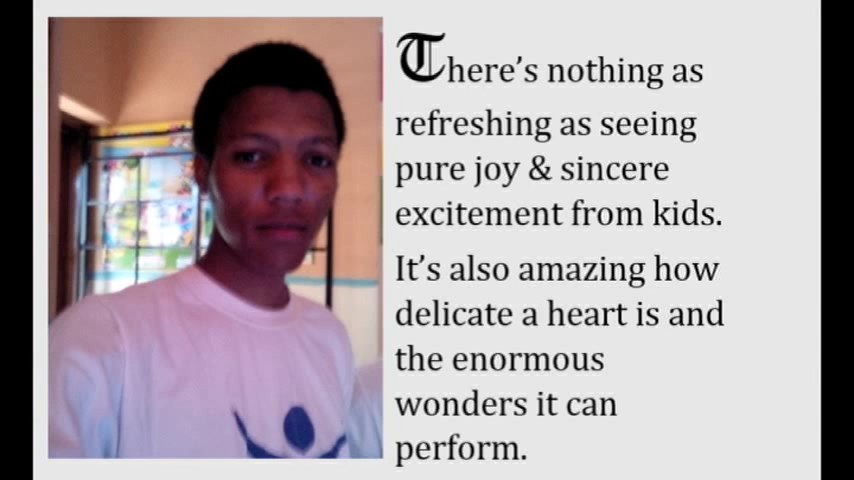 There’s nothing as
refreshing as seeing
pure joy & sincere
excitement from kids.
It’s also amazing how
delicate a heart is and
the enormous
wonders it can
perform.